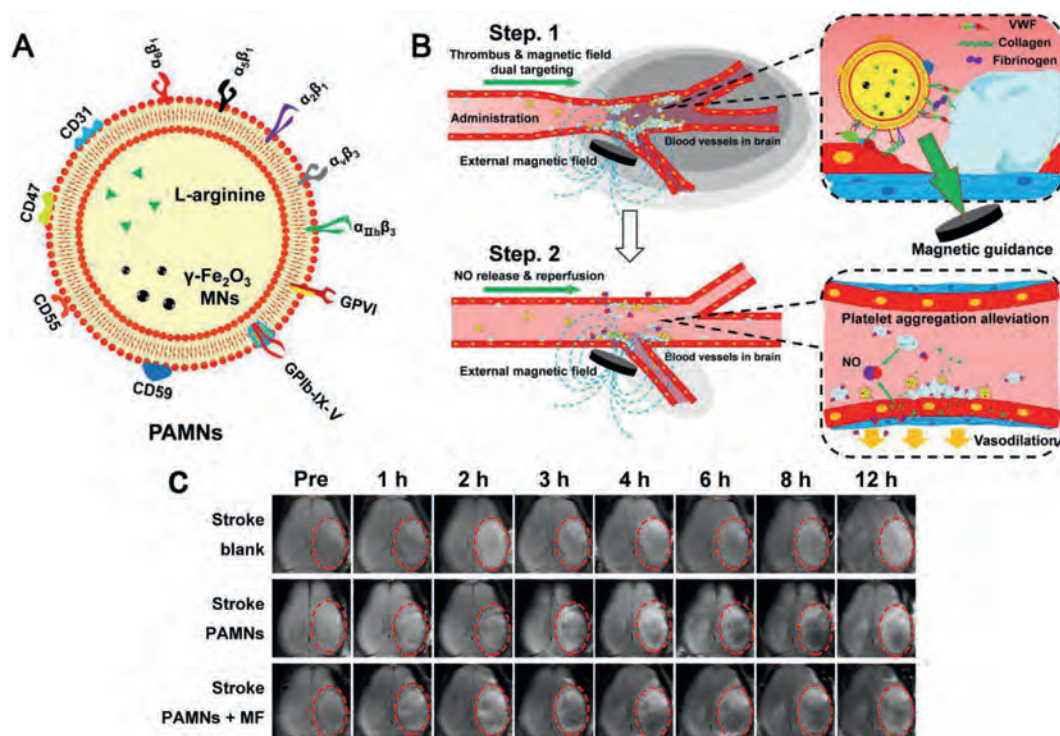 A
α6β1
α5β1
α2β1
αvβ3
αIIbβ3
GPVI
GPIb-IX-V
CD59
CD55
CD47
CD31
L-arginine
γ-Fe2O3
MNs
PAMNs
B
Step. 1
Thrombus & magnetic field
dual targeting
Administration
External magnetic field
Blood vessels in brain
VWF
Collagen
Fibrinogen
Magnetic guidance
Step. 2
NO release & reperfusion
External magnetic field
Blood vessels in brain
Platelet aggregation alleviation
NO
Vasodilation
C
Pre 1 h 2 h 3 h 4 h 6 h 8 h 12 h
Stroke
blank
Stroke
PAMNs
Stroke
PAMNs + MF